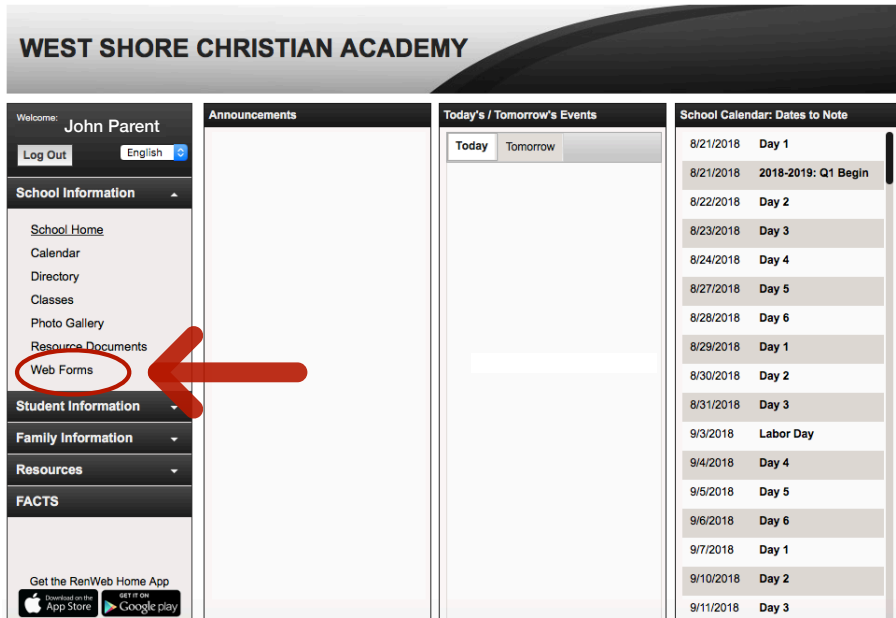 WEST SHORE CHRISTIAN ACADEMY
Welcome: John Parent
Log Out English
School Information
School Home
Calendar
Directory
Classes
Photo Gallery
Resource Documents
Web Forms
Student Information
Family Information
Resources
FACTS
Get the RenWeb Home App
Download on the
App Store
GET IT ON
Google play
Announcements
Today's / Tomorrow's Events
Today Tomorrow
School Calendar: Dates to Note
8/21/2018 Day 1
8/21/2018 2018-2019: Q1 Begin
8/22/2018 Day 2
8/23/2018 Day 3
8/24/2018 Day 4
8/27/2018 Day 5
8/28/2018 Day 6
8/29/2018 Day 1
8/30/2018 Day 2
8/31/2018 Day 3
9/3/2018 Labor Day
9/4/2018 Day 4
9/5/2018 Day 5
9/6/2018 Day 6
9/7/2018 Day 1
9/10/2018 Day 2
9/11/2018 Day 3